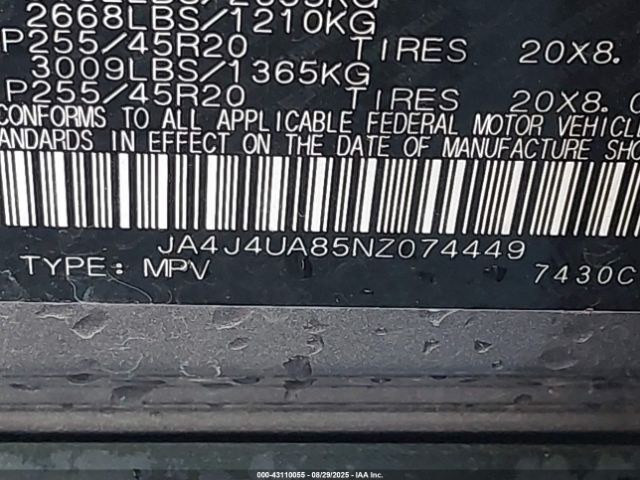 2668LBS/1210KG
P255/45R20 TIRES 20X8.
3009LBS/1365KG
P255/45R20 TIRES 20X8.
CONFORMS TO ALL APPLICABLE FEDERAL MOTOR VEHICL
ANDARDS IN EFFECT ON THE DATE OF MANUFACTURE SHO
JA4J4UA85NZ074449
TYPE: MPV 7430C
000-43110055 - 08/29/2025 - IAA Inc.